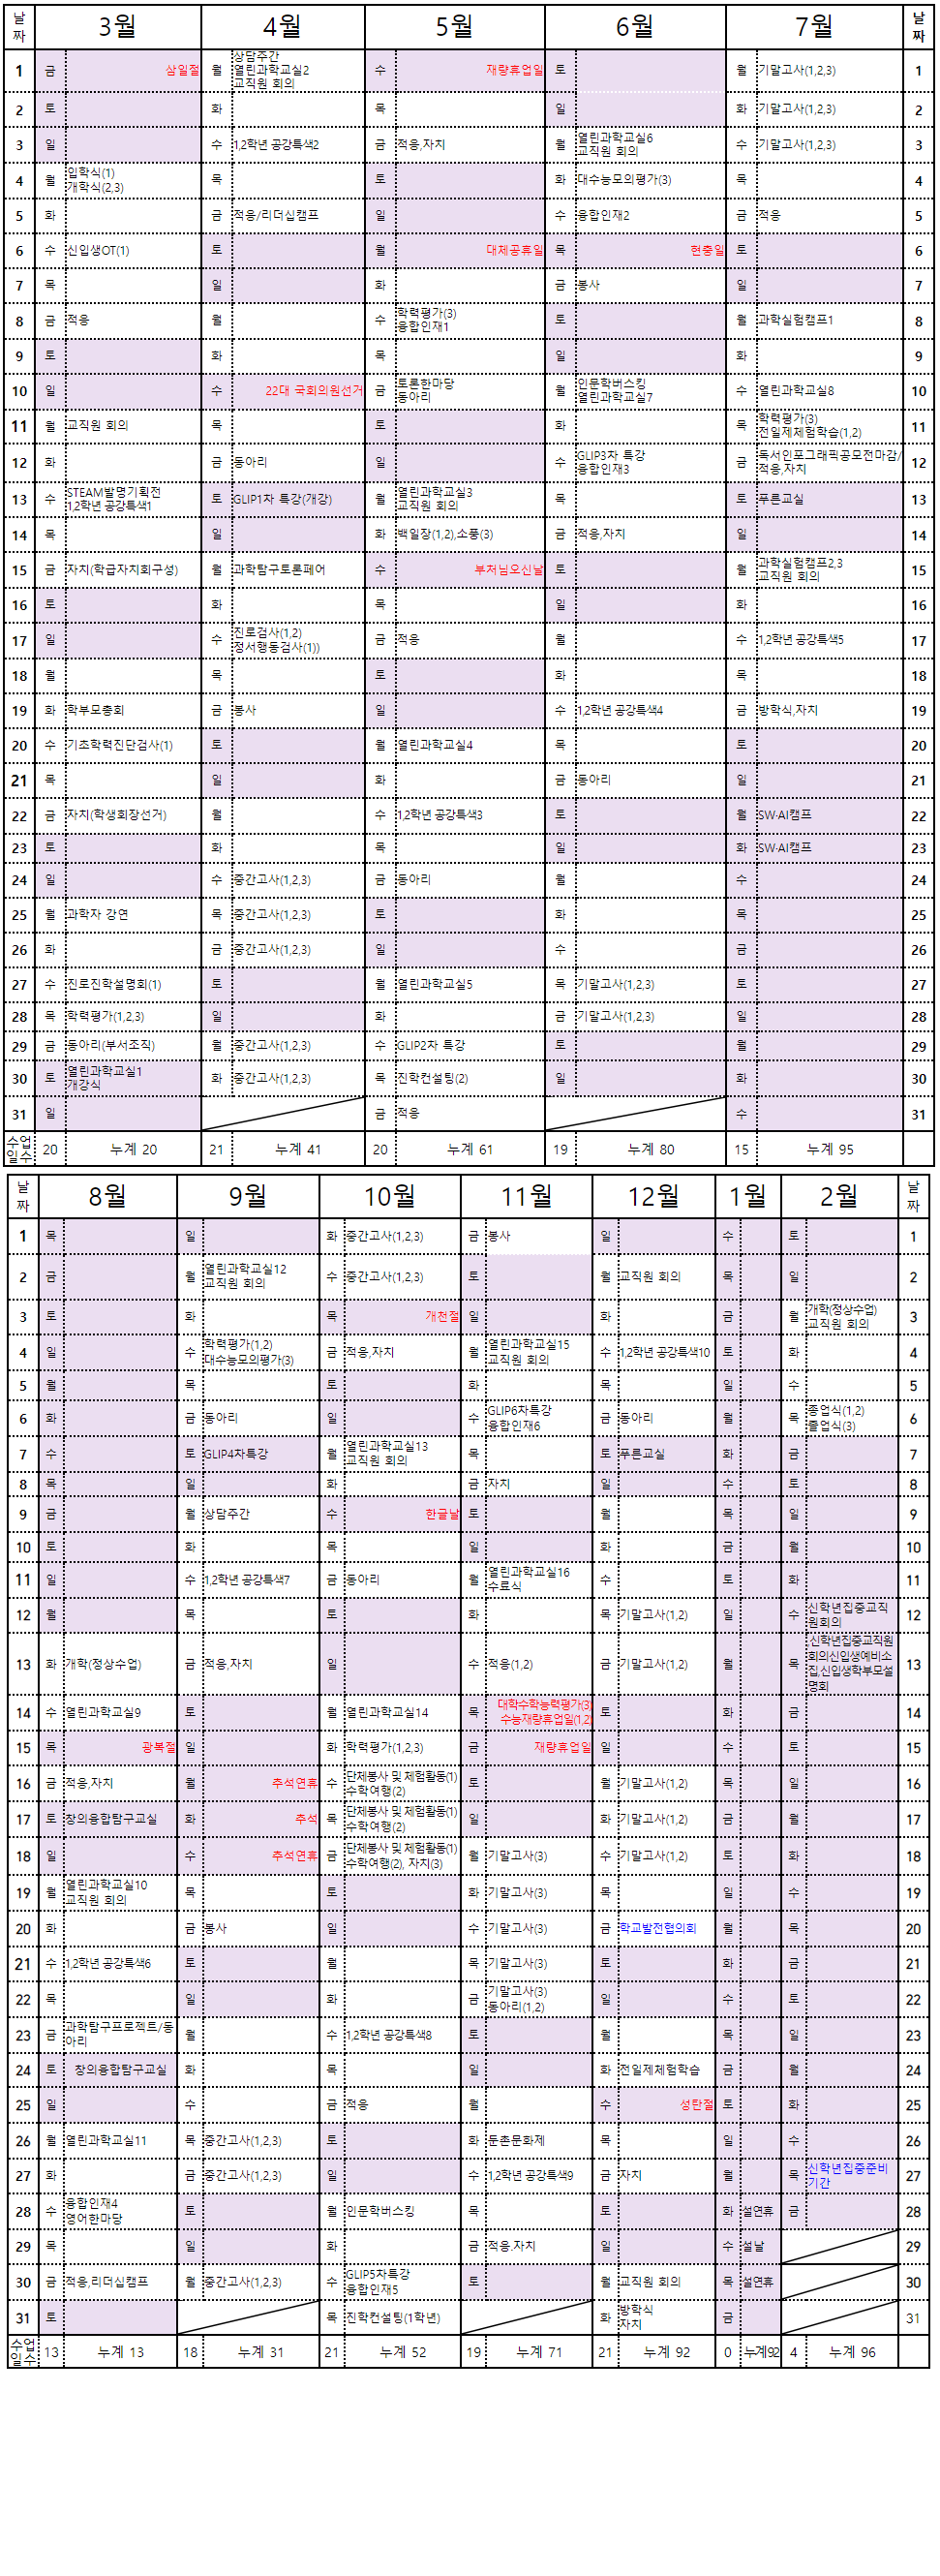 날짜 3월 4월 5월 6월 7월 날짜
1 금 삼일절 월 상담주간 열린과학교실2 교직원 회의 수 재량휴업일 토 월 기말고사(1,2,3) 1
2 토 화 목 일 화 기말고사(1,2,3) 2
3 일 수 1,2학년 공강특색2 금 적응,자치 월 열린과학교실6 교직원 회의 수 기말고사(1,2,3) 3
4 월 입학식(1) 개학식(2,3) 목 토 화 대수능모의평가(3) 목 4
5 화 금 적응/리더십캠프 일 수 융합인재2 금 적응 5
6 수 신입생OT(1) 토 월 대체공휴일 목 현충일 토 6
7 목 일 화 금 봉사 일 7
8 금 적응 월 수 학력평가(3) 융합인재1 토 월 과학실험캠프1 8
9 토 화 목 일 화 9
10 일 수 22대 국회의원선거 금 토론한마당 동아리 월 인문학버스킹 열린과학교실7 수 열린과학교실8 10
11 월 교직원 회의 목 토 화 목 학력평가(3) 전일제체험학습(1,2) 11
12 화 금 동아리 일 수 GLIP3차 특강 융합인재3 금 독서인포그래픽공모전마감/적응,자치 12
13 수 STEAM발명기획전 1,2학년 공강특색1 토 GLIP1차 특강(개강) 월 열린과학교실3 교직원 회의 목 토 푸른교실 13
14 목 일 화 백일장(1,2),소풍(3) 금 적응,자치 일 14
15 금 자치(학급자치회구성) 월 과학탐구토론페어 수 부처님오신날 토 월 과학실험캠프2,3 교직원 회의 15
16 토 화 목 일 화 16
17 일 수 진로검사(1,2) 정서행동검사(1)) 금 적응 월 수 1,2학년 공강특색5 17
18 월 목 토 화 목 18
19 화 학부모총회 금 봉사 일 수 1,2학년 공강특색4 금 방학식,자치 19
20 수 기초학력진단검사(1) 토 월 열린과학교실4 목 토 20
21 목 일 화 금 동아리 일 21
22 금 자치(학생회장선거) 월 수 1,2학년 공강특색3 토 월 SW·AI캠프 22
23 토 화 목 일 화 SW·AI캠프 23
24 일 수 중간고사(1,2,3) 금 동아리 월 수 24
25 월 과학자 강연 목 중간고사(1,2,3) 토 화 목 25
26 화 금 중간고사(1,2,3) 일 수 금 26
27 수 진로진학설명회(1) 토 월 열린과학교실5 목 기말고사(1,2,3) 토 27
28 목 학력평가(1,2,3) 일 화 금 기말고사(1,2,3) 일 28
29 금 동아리(부서조직) 월 중간고사(1,2,3) 수 GLIP2차 특강 토 월 29
30 토 열린과학교실1 개강식 화 중간고사(1,2,3) 목 진학컨설팅(2) 일 화 30
31 일 금 적응 수 31
수업일수 20 누계 20 21 누계 41 20 누계 61 19 누계 80 15 누계 95
날짜 8월 9월 10월 11월 12월 1월 2월 날짜
1 목 일 화 중간고사(1,2,3) 금 봉사 일 수 토 1
2 금 월 열린과학교실12 교직원 회의 수 중간고사(1,2,3) 토 월 교직원 회의 목 일 2
3 토 화 목 개천절 일 화 금 월 개학(정상수업) 교직원 회의 3
4 일 수 학력평가(1,2) 대수능모의평가(3) 금 적응,자치 월 열린과학교실15 교직원 회의 수 1,2학년 공강특색10 토 화 4
5 월 목 토 화 목 일 수 5
6 화 금 동아리 일 수 GLIP6차특강 융합인재6 금 동아리 월 목 종업식(1,2) 졸업식(3) 6
7 수 토 GLIP4차특강 월 열린과학교실13 교직원 회의 목 토 푸른교실 화 금 7
8 목 일 화 금 자치 일 수 토 8
9 금 월 상담주간 수 한글날 토 월 목 일 9
10 토 화 목 일 화 금 월 10
11 일 수 1,2학년 공강특색7 금 동아리 월 열린과학교실16 수료식 수 토 화 11
12 월 목 토 화 목 기말고사(1,2) 일 수 신학년집중교직원회의 12
13 화 개학(정상수업) 금 적응,자치 일 수 적응(1,2) 금 기말고사(1,2) 월 목 신학년집중교직원회의신입생예비소집,신입생학부모설명회 13
14 수 열린과학교실9 토 월 열린과학교실14 목 대학수학능력평가(3) 수능재량휴업일(1,2) 토 화 금 14
15 목 광복절 일 화 학력평가(1,2,3) 금 재량휴업일 일 수 토 15
16 금 적응,자치 월 추석연휴 수 단체봉사 및 체험활동(1) 수학여행(2) 토 월 기말고사(1,2) 목 일 16
17 토 창의융합탐구교실 화 추석 목 단체봉사 및 체험활동(1) 수학여행(2) 일 화 기말고사(1,2) 금 월 17
18 일 수 추석연휴 금 단체봉사 및 체험활동(1) 수학여행(2), 자치(3) 월 기말고사(3) 수 기말고사(1,2) 토 화 18
19 월 열린과학교실10 교직원 회의 목 토 화 기말고사(3) 목 일 수 19
20 화 금 봉사 일 수 기말고사(3) 금 학교발전협의회 월 목 20
21 수 1,2학년 공강특색6 토 월 목 기말고사(3) 토 화 금 21
22 목 일 화 금 기말고사(3) 동아리(1,2) 일 수 토 22
23 금 과학탐구프로젝트/동아리 월 수 1,2학년 공강특색8 토 월 목 일 23
24 토 창의융합탐구교실 화 목 일 화 전일제체험학습 금 월 24
25 일 수 금 적응 월 수 성탄절 토 화 25
26 월 열린과학교실11 목 중간고사(1,2,3) 토 화 둔촌문화제 목 일 수 26
27 화 금 중간고사(1,2,3) 일 수 1,2학년 공강특색9 금 자치 월 목 신학년집중준비기간 27
28 수 융합인재4 영어한마당 토 월 인문학버스킹 목 토 화 설연휴 금 28
29 목 일 화 금 적응.자치 일 수 설날 29
30 금 적응,리더십캠프 월 중간고사(1,2,3) 수 GLIP5차특강 융합인재5 토 월 교직원 회의 목 설연휴 30
31 토 목 진학컨설팅(1학년) 화 방학식 자치 금 31
수업일수 13 누계 13 18 누계 31 21 누계 52 19 누계 71 21 누계 92 0 누계92 4 누계 96